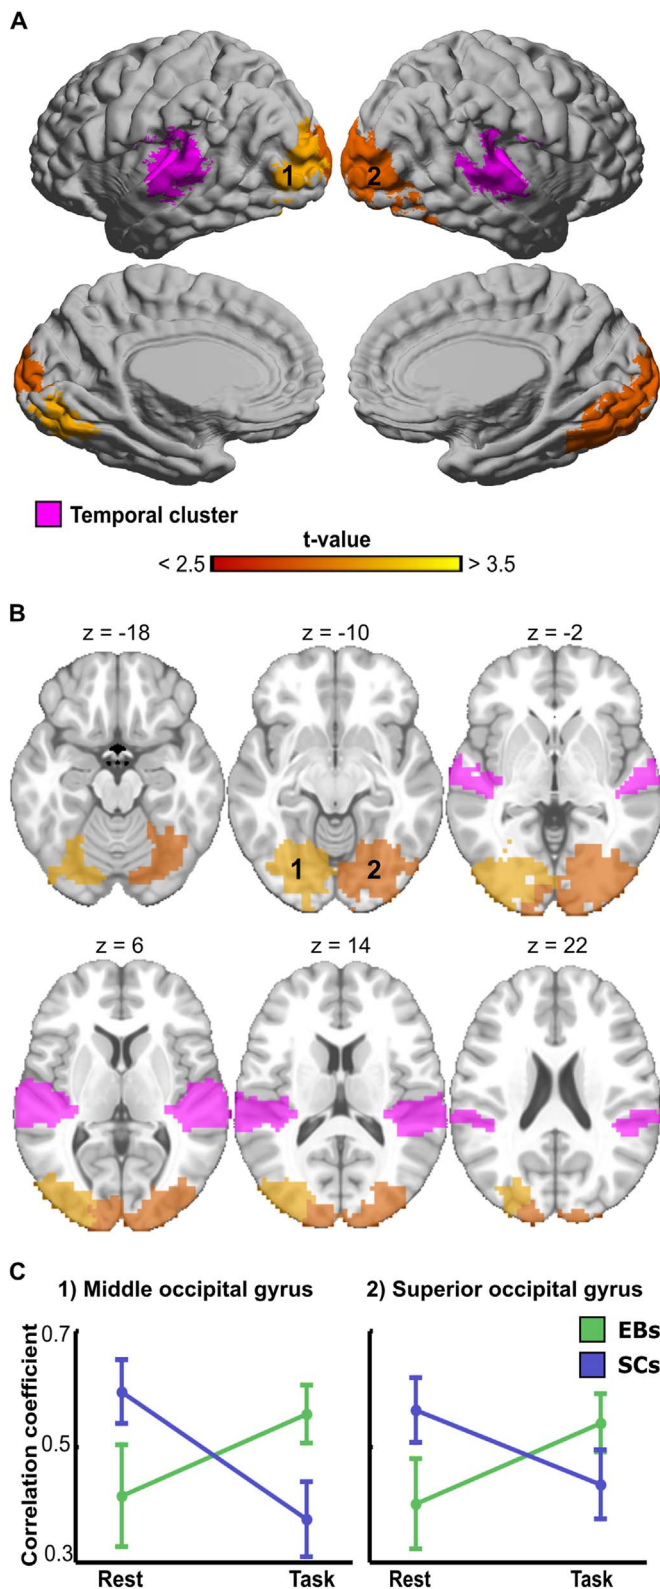 A
1 2
Temporal cluster
t-value
< 2.5 > 3.5
B
z = -18 z = -10 z = -2
1 2
z = 6 z = 14 z = 22
C
1) Middle occipital gyrus 2) Superior occipital gyrus
EBs
SCs
Correlation coefficient
0.7
0.5
0.3
Rest Task Rest Task